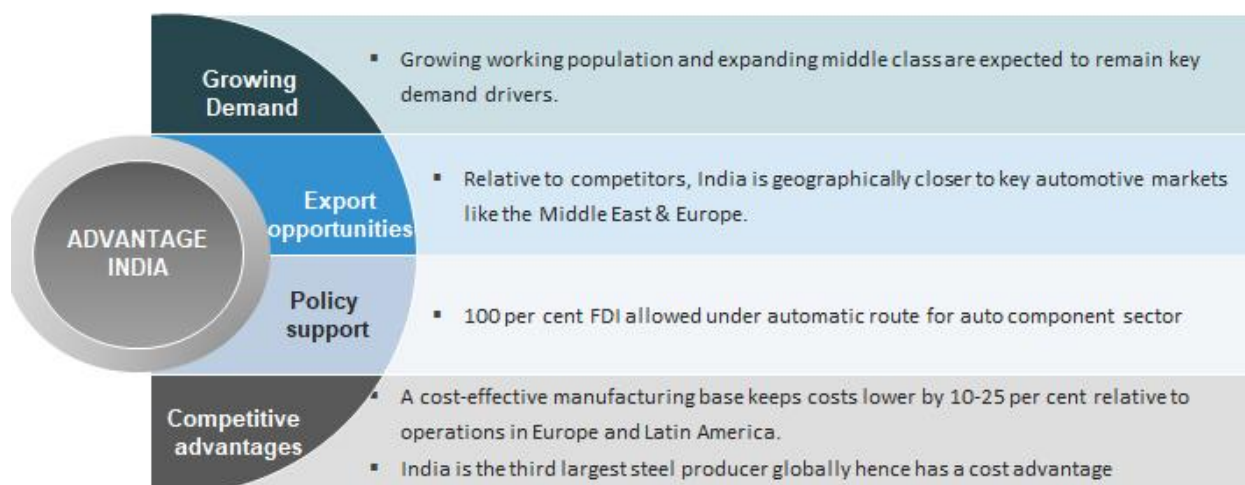 ADVANTAGE
INDIA
Growing
Demand
▪ Growing working population and expanding middle class are expected to remain key
demand drivers.
Export
opportunities
▪ Relative to competitors, India is geographically closer to key automotive markets
like the Middle East & Europe.
Policy
support
▪ 100 per cent FDI allowed under automatic route for auto component sector
Competitive
advantages
▪ A cost-effective manufacturing base keeps costs lower by 10-25 per cent relative to
operations in Europe and Latin America.
▪ India is the third largest steel producer globally hence has a cost advantage